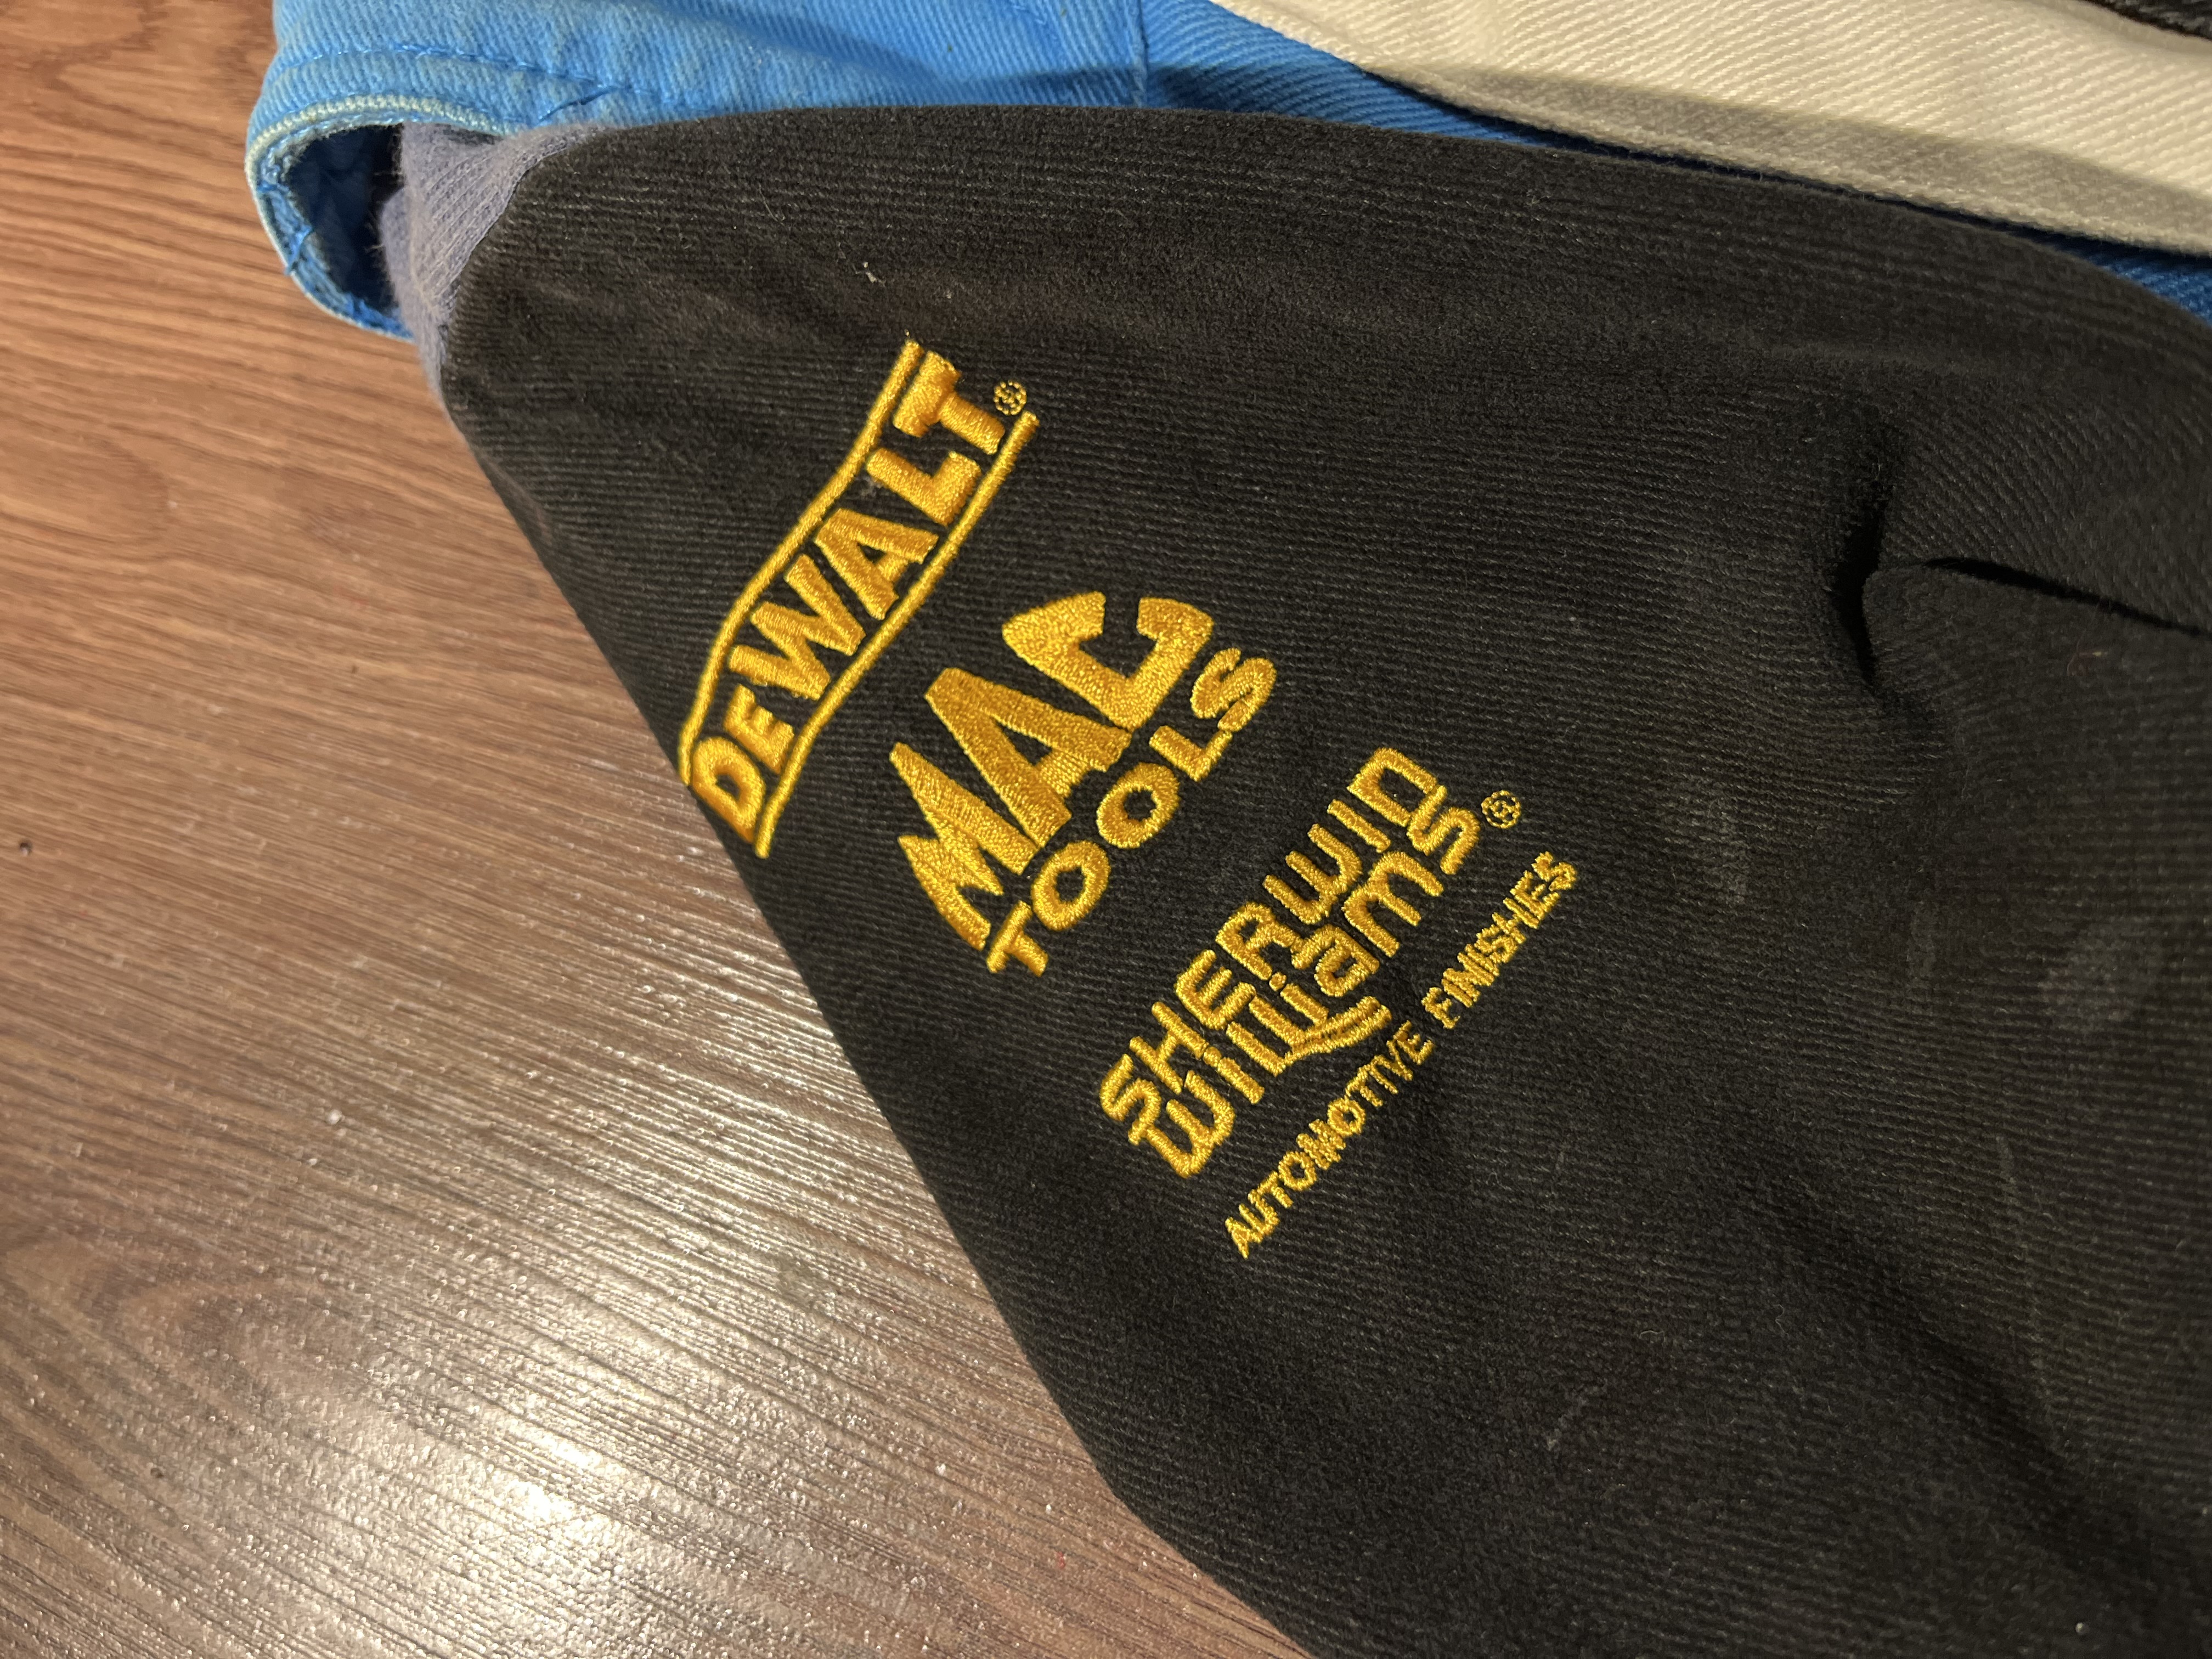 DEWALT®
MAC
TOOLS
SHERWIN
Williams®
AUTOMOTIVE FINISHES